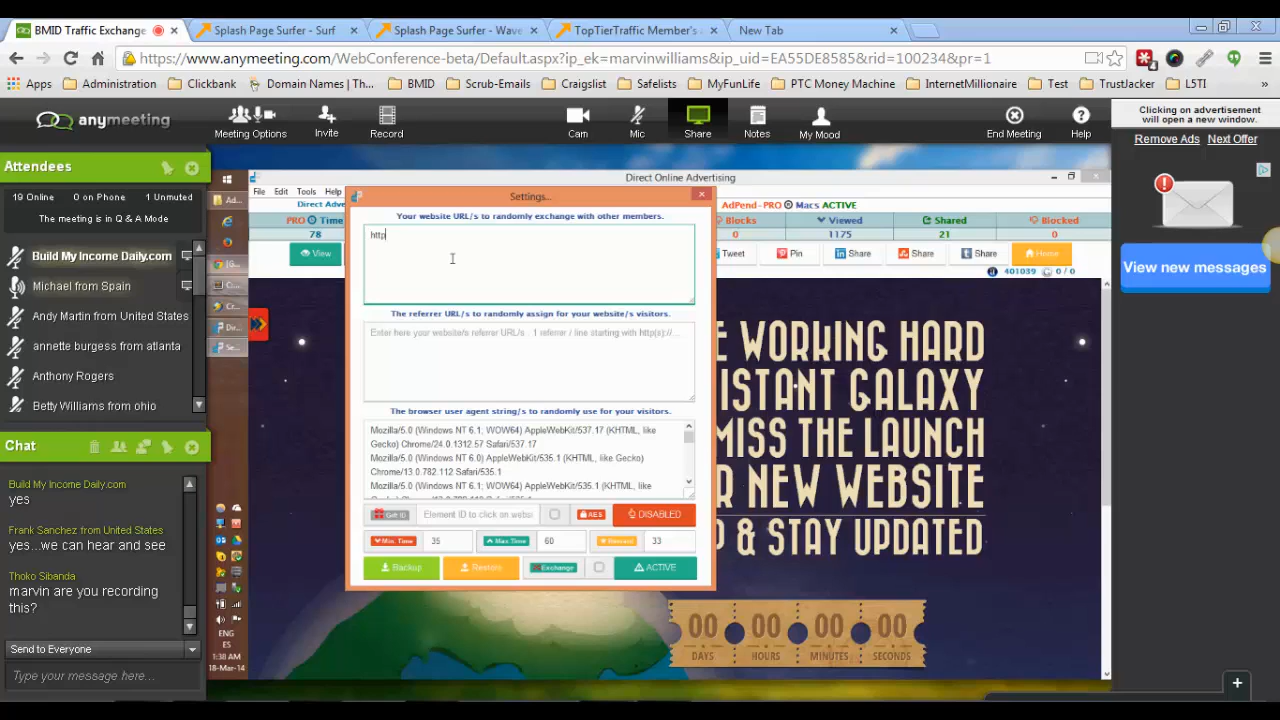 BMID Traffic Exchange
Splash Page Surfer - Surf
Splash Page Surfer - Wave
TopTierTraffic Member's
New Tab
https://www.anymeeting.com/WebConference-beta/Default.aspx?ip_ek=marvinwilliams&ip_uid=EA55DE8585&rid=100234&pr=1
Apps
Administration
Clickbank
Domain Names | Th...
BMID
Scrub-Emails
Craigslist
Safelists
MyFunLife
PTC Money Machine
InternetMillionaire
Test
TrustJacker
L5TI
anymeeting
Meeting Options
Invite
Record
Cam
Mic
Share
Notes
My Mood
End Meeting
Help
Clicking on advertisement
will open a new window.
Remove Ads Next Offer
View new messages
Attendees
Online 0 on Phone 1 Unmuted
The meeting is in Q & A Mode
Build My Income Daily.com
Michael from Spain
Andy Martin from United States
annette burgess from atlanta
Anthony Rogers
Betty Williams from ohio
Chat
Build My Income Daily.com
yes
Frank Sanchez from United States
yes...we can hear and see
Thoko Sibanda
marvin are you recording
this?
Send to Everyone
Type your message here...
ENG
ES
1:38 AM
18-Mar-14
Direct Online Advertising
File Edit Tools Help
Direct Adver
AdPend-PRO Macs ACTIVE
PRO Time
Blocks
Viewed
Shared
Blocked
78
0
1175
21
0
View
Tweet
Pin
Share
Share
Share
Home
401039
0 / 0
Settings...
Your website URL/s to randomly exchange with other members.
http
The referrer URL/s to randomly assign for your website's visitors.
Enter here your website/s referrer URL/s - 1 referrer / line starting with http(s)://...
The browser user agent string/s to randomly use for your visitors.
Mozilla/5.0 (Windows NT 6.1; WOW64) AppleWebKit/537.17 (KHTML, like
Gecko) Chrome/24.0.1312.57 Safari/537.17
Mozilla/5.0 (Windows NT 6.0) AppleWebKit/535.1 (KHTML, like Gecko)
Chrome/13.0.782.112 Safari/535.1
Mozilla/5.0 (Windows NT 6.1; WOW64) AppleWebKit/535.1 (KHTML, like
Gift ID
Element ID to click on webs
AES
DISABLED
Min. Time
35
Max Time
60
Reward
33
Backup
Restore
Exchange
ACTIVE
E WORKING HARD
ISTANT GALAXY
MISS THE LAUNCH
R NEW WEBSITE
& STAY UPDATED
00 00 00 00
DAYS HOURS MINUTES SECONDS